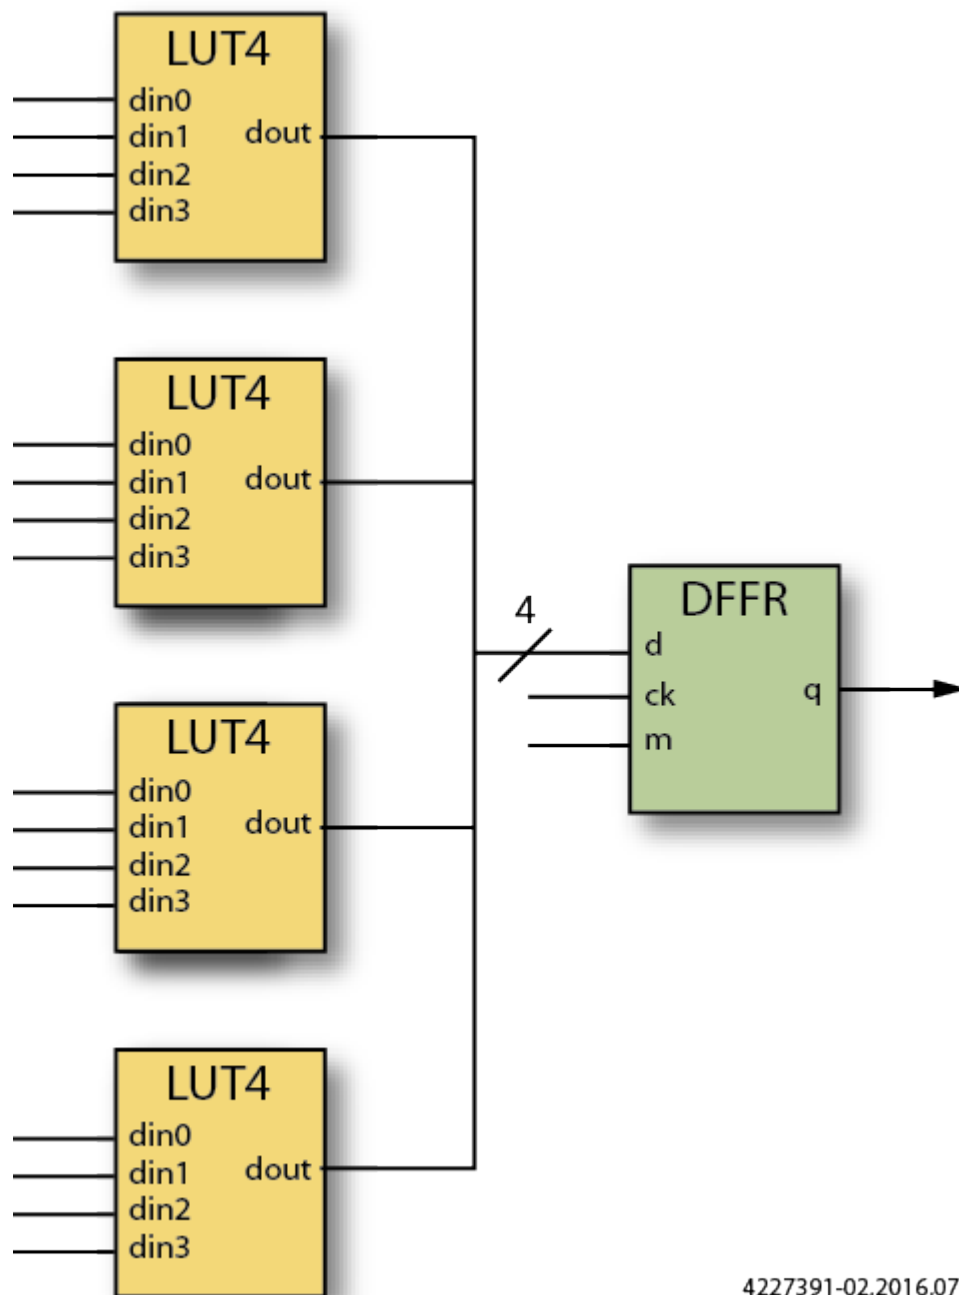 LUT4
din0
din1
dout
din2
din3
LUT4
din0
din1
dout
din2
din3
4
DFFR
d
ck
q
m
LUT4
din0
din1
dout
din2
din3
LUT4
din0
din1
dout
din2
din3
4227391-02.2016.07